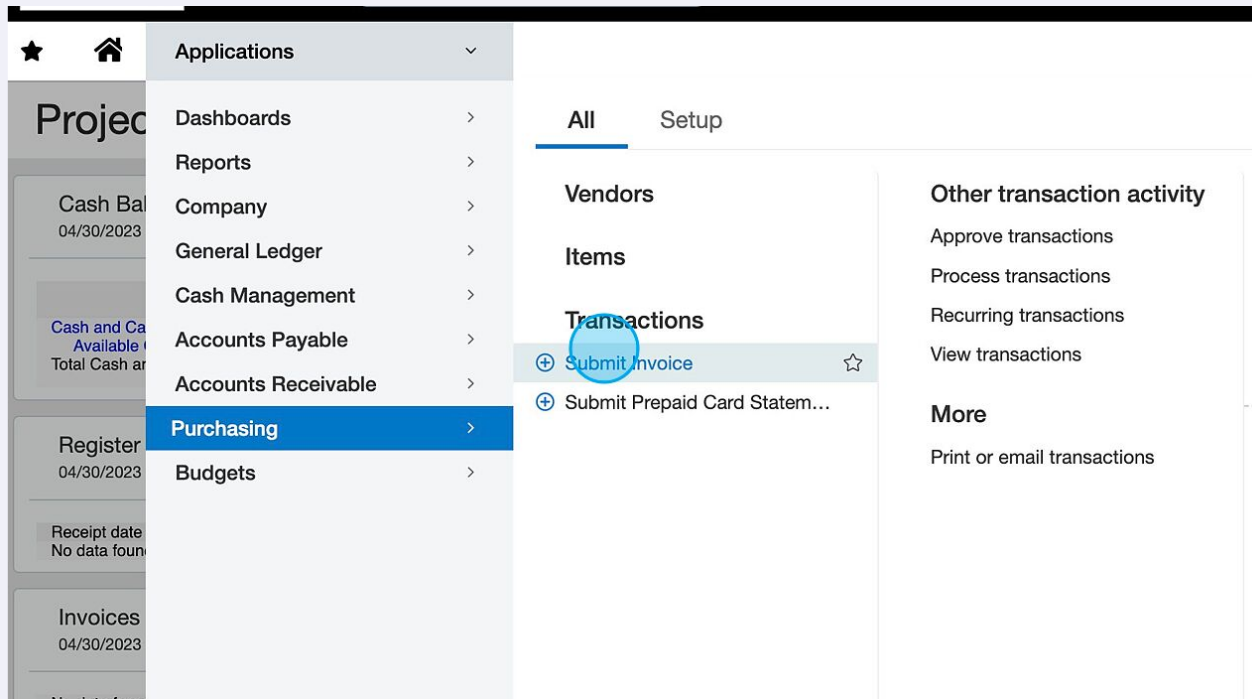 Applications
Projec
Cash Bal
04/30/2023
Cash and Ca
Available
Total Cash ar
Register
04/30/2023
Receipt date
No data foun
Invoices
04/30/2023
Dashboards
Reports
Company
General Ledger
Cash Management
Accounts Payable
Accounts Receivable
Purchasing
Budgets
All Setup
Vendors
Items
Transactions
Submit Invoice
Submit Prepaid Card Statem...
Other transaction activity
Approve transactions
Process transactions
Recurring transactions
View transactions
More
Print or email transactions